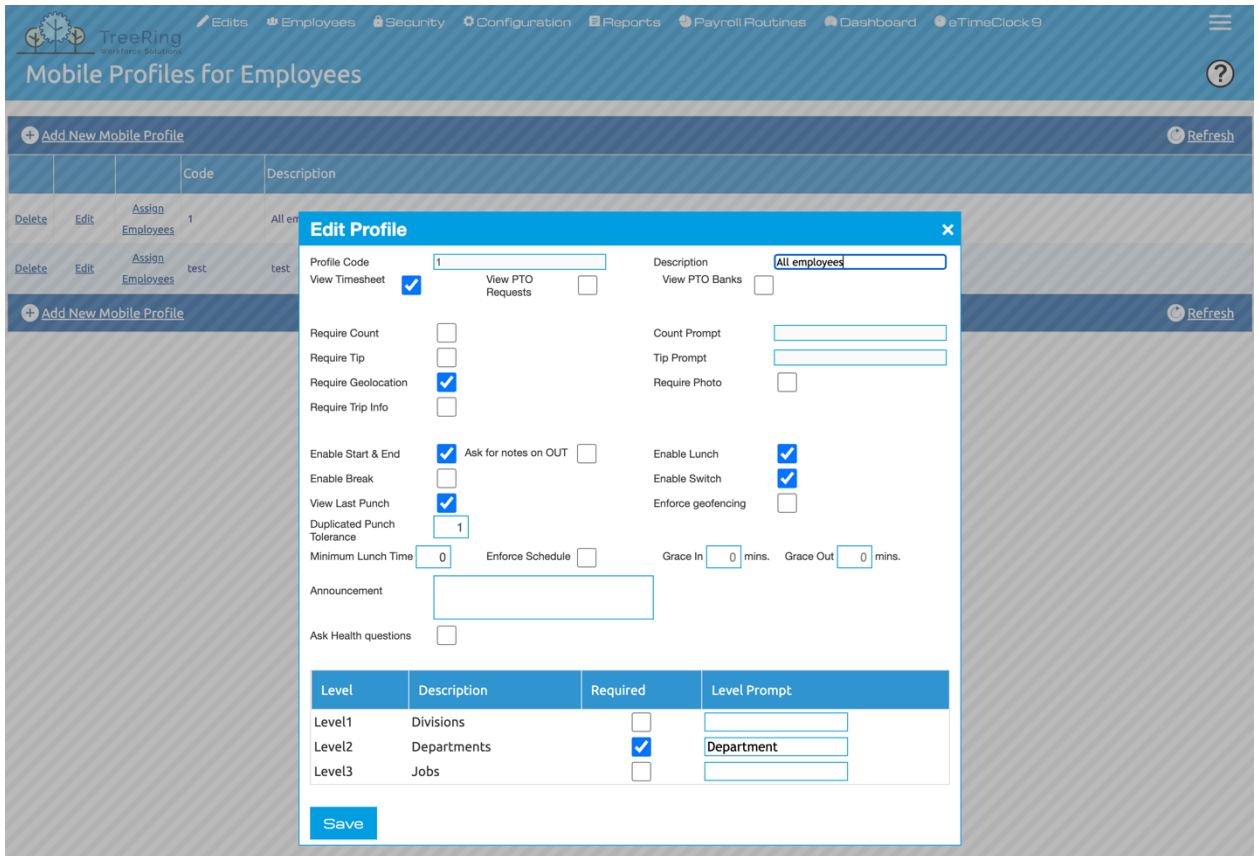 Edits Employees Security Configuration Reports Payroll Routines Dashboard eTimeClock9
TreeRing
Workforce Solutions
Mobile Profiles for Employees
?
Add New Mobile Profile Refresh
Code Description
Delete Edit Assign Employees 1 All em
Delete Edit Assign Employees test test
Add New Mobile Profile Refresh
Edit Profile ×
Profile Code 1 Description All employees
View Timesheet View PTO Requests View PTO Banks
Require Count Count Prompt
Require Tip Tip Prompt
Require Geolocation Require Photo
Require Trip Info
Enable Start & End Ask for notes on OUT Enable Lunch
Enable Break Enable Switch
View Last Punch Enforce geofencing
Duplicated Punch Tolerance 1
Minimum Lunch Time 0 Enforce Schedule Grace In 0 mins. Grace Out 0 mins.
Announcement
Ask Health questions
Level Description Required Level Prompt
Level1 Divisions
Level2 Departments Department
Level3 Jobs
Save